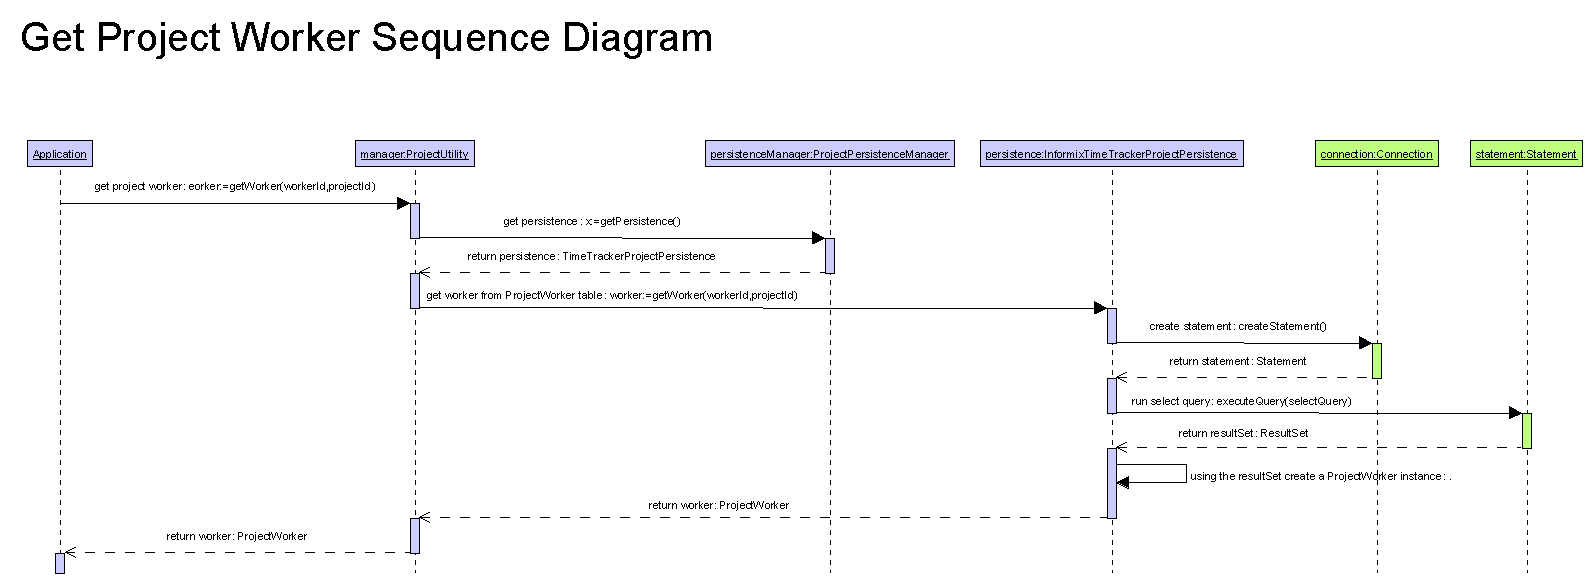 Get Project Worker Sequence Diagram
Application
manager:ProjectUtility
persistenceManager:ProjectPersistenceManager
persistence:InformixTimeTrackerProjectPersistence
connection:Connection
statement:Statement
get project worker: eorker:=getWorker(workerId,projectId)
get persistence : x:=getPersistence()
return persistence : TimeTrackerProjectPersistence
get worker from ProjectWorker table : worker:=getWorker(workerId,projectId)
create statement : createStatement()
return statement : Statement
run select query: executeQuery(selectQuery)
return resultSet : ResultSet
using the resultSet create a ProjectWorker instance : .
return worker: ProjectWorker
return worker: ProjectWorker